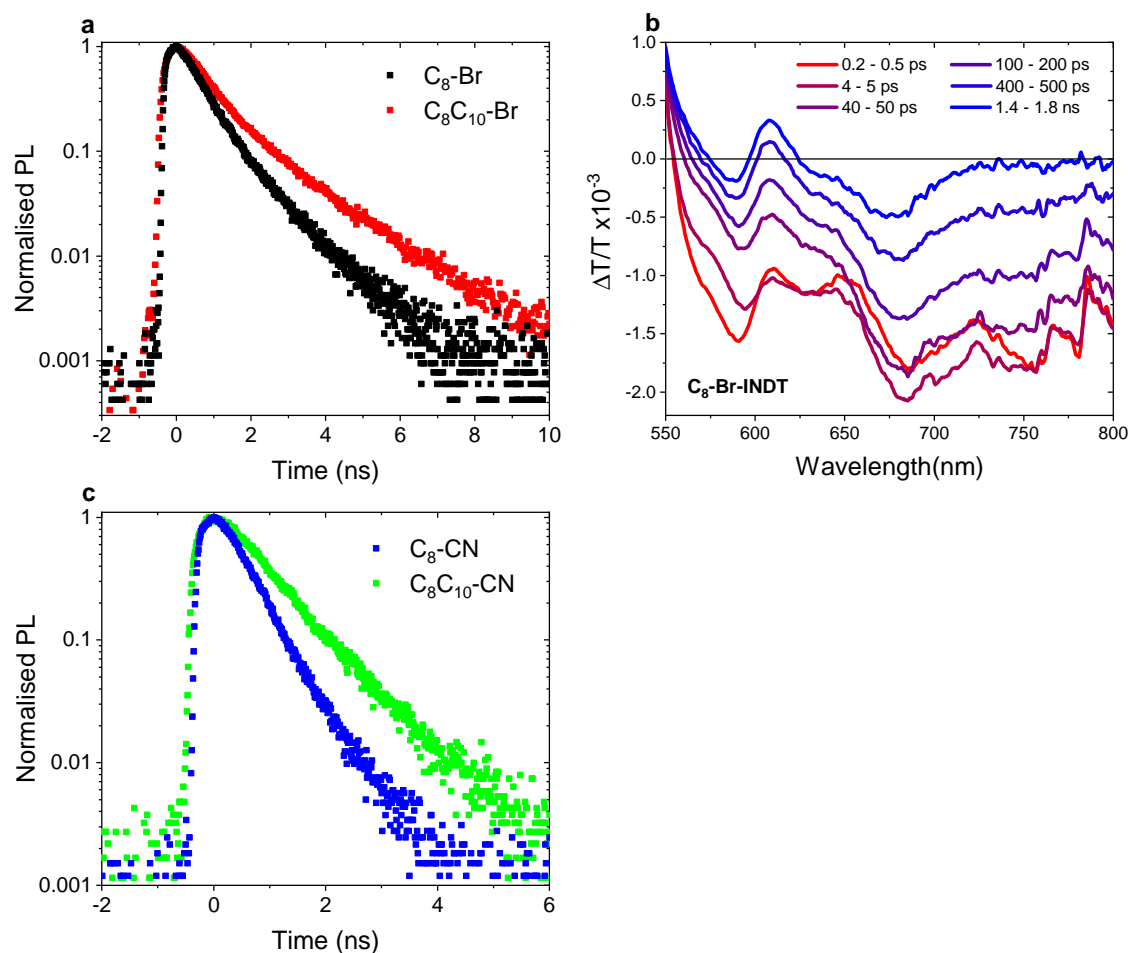 a
C8-Br
C8C10-Br
1
0.1
0.01
0.001
Normalised PL
-2
0
2
4
6
8
10
Time (ns)
b
0.2 - 0.5 ps
4 - 5 ps
40 - 50 ps
100 - 200 ps
400 - 500 ps
1.4 - 1.8 ns
1.0
0.5
0.0
-0.5
-1.0
-1.5
-2.0
ΔT/T x10-3
C8-Br-INDT
550
600
650
700
750
800
Wavelength(nm)
c
C8-CN
C8C10-CN
1
0.1
0.01
0.001
Normalised PL
-2
0
2
4
6
Time (ns)